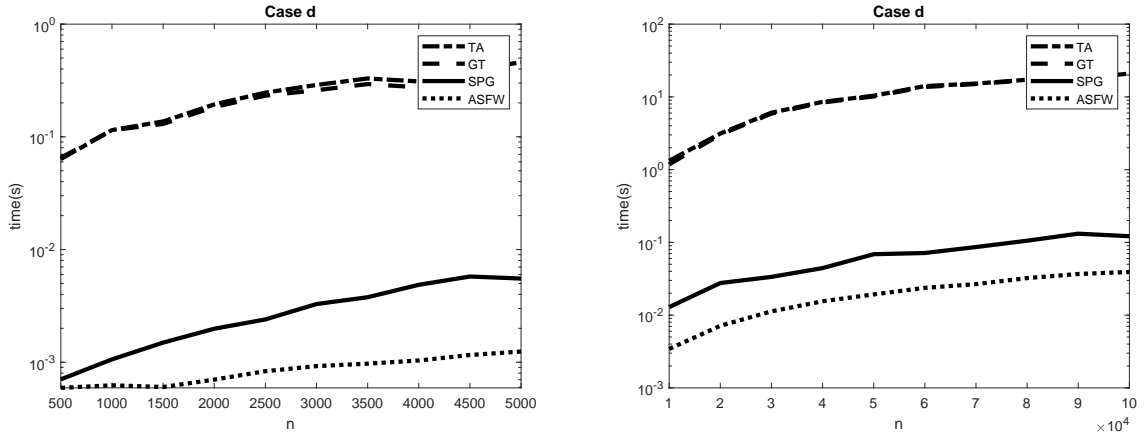 Case d
10^0
10^-1
10^-2
10^-3
time(s)
500 1000 1500 2000 2500 3000 3500 4000 4500 5000
n
TA
GT
SPG
ASFW
Case d
10^2
10^1
10^0
10^-1
10^-2
10^-3
time(s)
1 2 3 4 5 6 7 8 9 10
n
× 10^4
TA
GT
SPG
ASFW